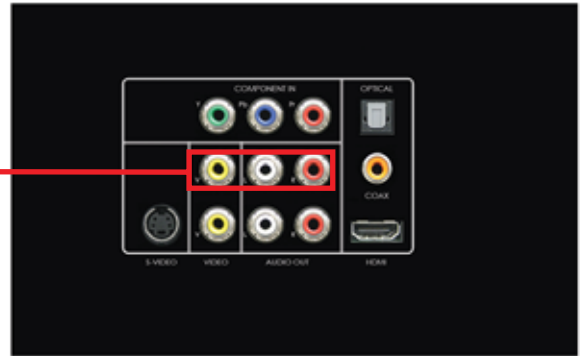 COMPONENT IN
OPTICAL
Y
Pb
Pr
V
L
R
COAX
V
L
R
S-VIDEO
VIDEO
AUDIO OUT
HDMI